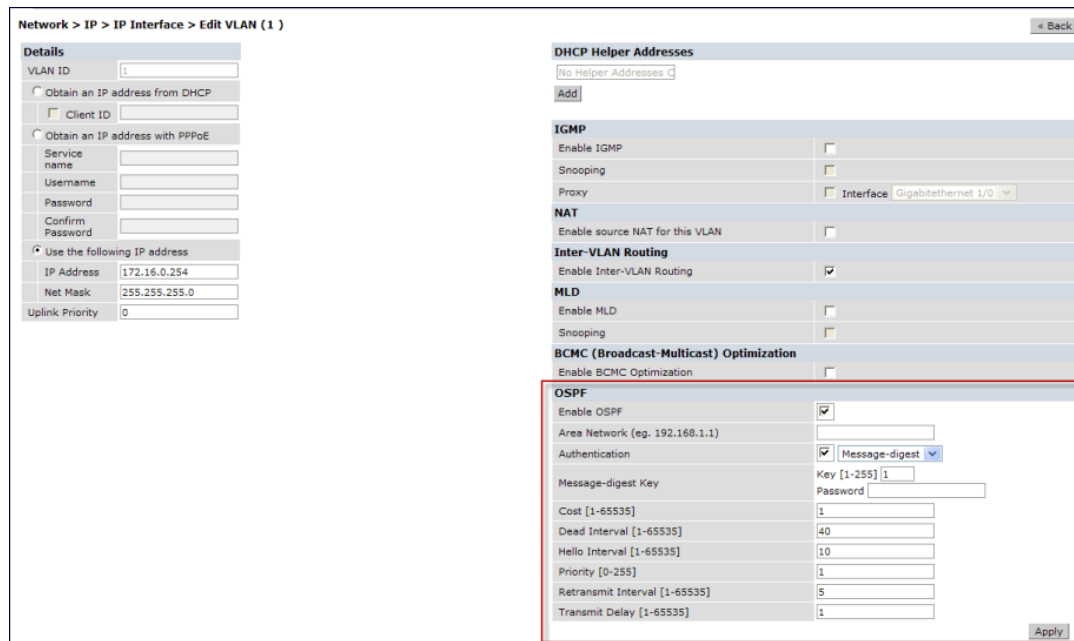 Network > IP > IP Interface > Edit VLAN (1 )
« Back
Details
VLAN ID 1
Obtain an IP address from DHCP
Client ID
Obtain an IP address with PPPoE
Service name
Username
Password
Confirm Password
Use the following IP address
IP Address 172.16.0.254
Net Mask 255.255.255.0
Uplink Priority 0
DHCP Helper Addresses
No Helper Addresses C
Add
IGMP
Enable IGMP
Snooping
Proxy Interface Gigabitethernet 1/0
NAT
Enable source NAT for this VLAN
Inter-VLAN Routing
Enable Inter-VLAN Routing
MLD
Enable MLD
Snooping
BCMC (Broadcast-Multicast) Optimization
Enable BCMC Optimization
OSPF
Enable OSPF
Area Network (eg. 192.168.1.1)
Authentication Message-digest
Message-digest Key Key [1-255] 1
Password
Cost [1-65535] 1
Dead Interval [1-65535] 40
Hello Interval [1-65535] 10
Priority [0-255] 1
Retransmit Interval [1-65535] 5
Transmit Delay [1-65535] 1
Apply